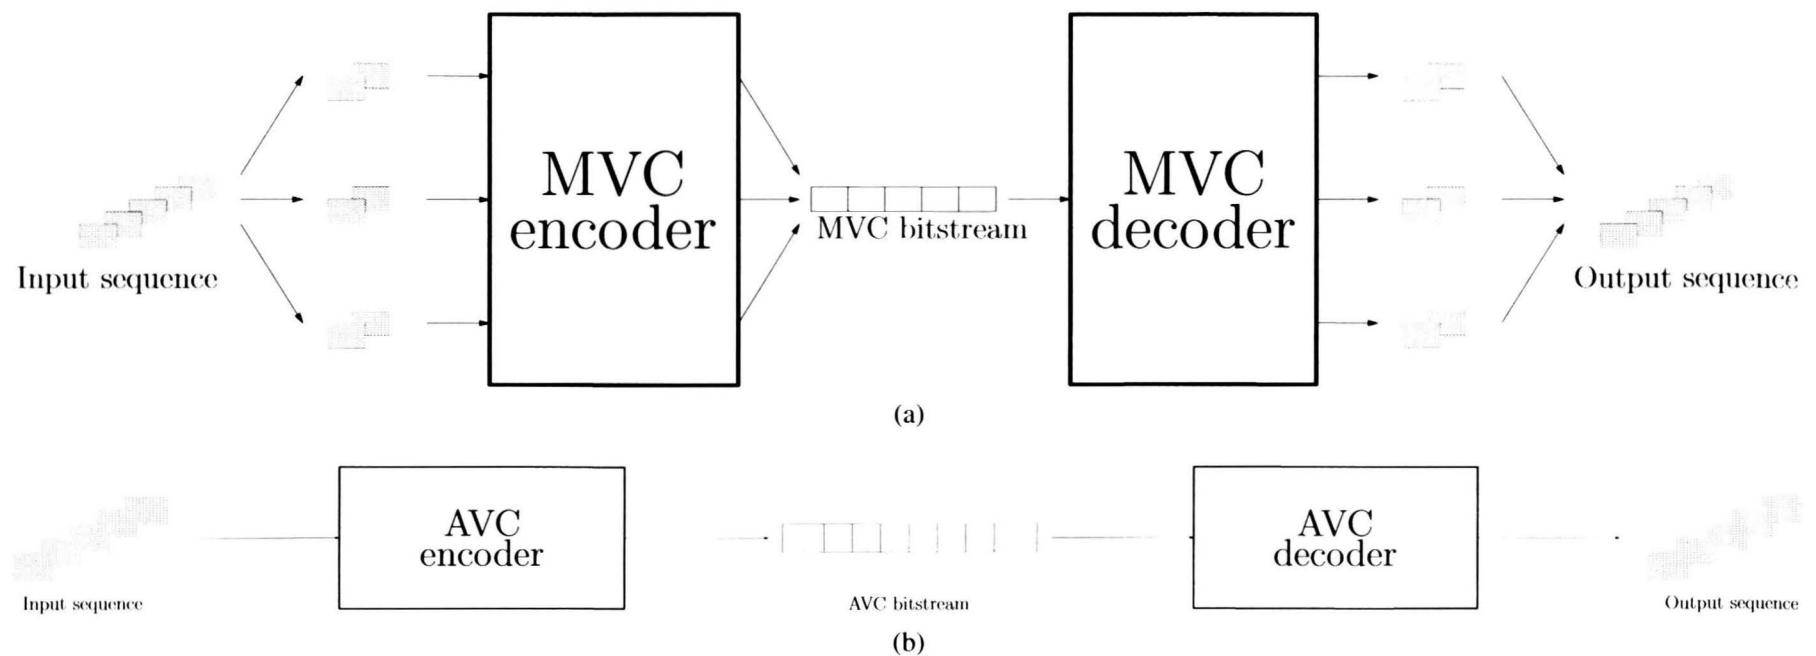 MVC
encoder
MVC
decoder
MVC bitstream
Input sequence
Output sequence
(a)
AVC
encoder
AVC
decoder
Input sequence
AVC bitstream
Output sequence
(b)